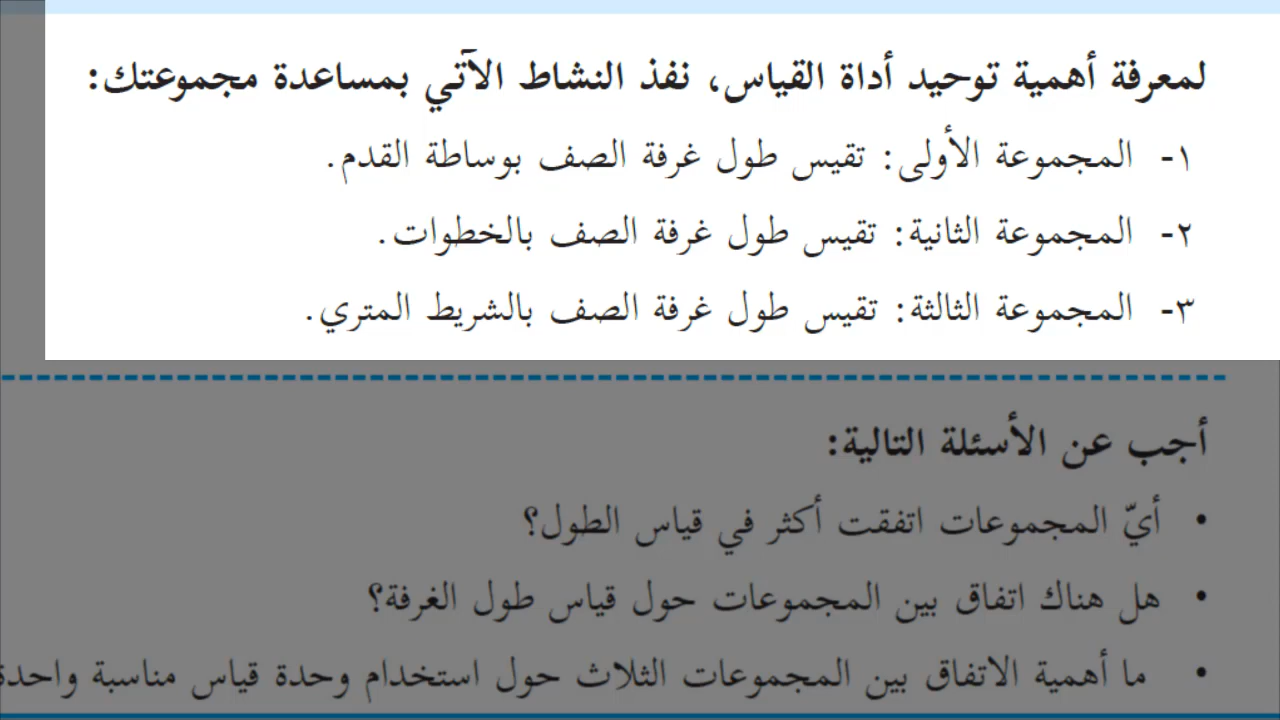 لمعرفة أهمية توحيد أداة القياس، نفذ النشاط الآتي بمساعدة مجموعتك:
١- المجموعة الأولى: تقيس طول غرفة الصف بوساطة القدم.
٢- المجموعة الثانية: تقيس طول غرفة الصف بالخطوات.
٣- المجموعة الثالثة: تقيس طول غرفة الصف بالشريط المتري.
أجب عن الأسئلة التالية:
• أيّ المجموعات اتفقت أكثر في قياس الطول؟
• هل هناك اتفاق بين المجموعات حول قياس طول الغرفة؟
• ما أهمية الاتفاق بين المجموعات الثلاث حول استخدام وحدة قياس مناسبة واحدة